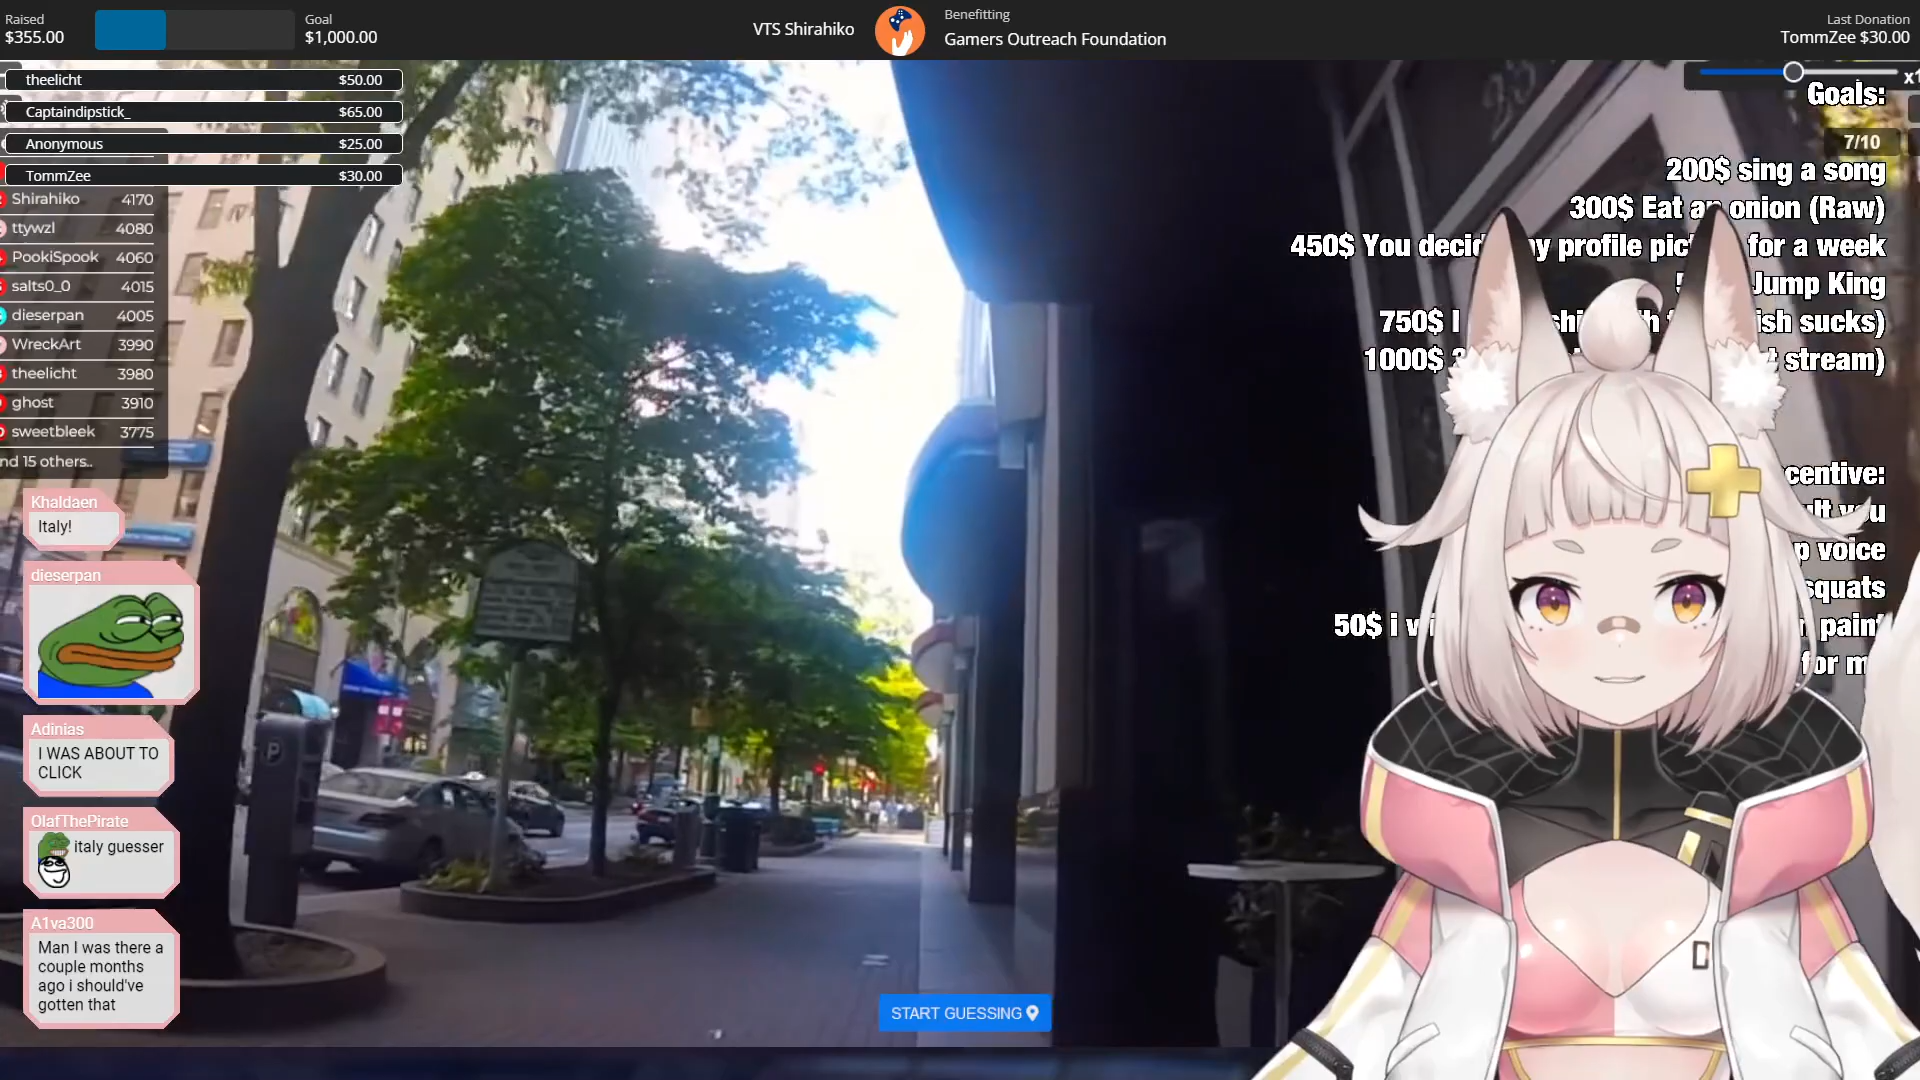 Raised
$355.00
Goal
$1,000.00
VTS Shirahiko
Benefitting
Gamers Outreach Foundation
Last Donation
TommZee $30.00
theelicht $50.00
Captaindipstick_ $65.00
Anonymous $25.00
TommZee $30.00
Shirahiko 4170
ttywzl 4080
PookiSpook 4060
salts0_0 4015
dieserpan 4005
WreckArt 3990
theelicht 3980
ghost 3910
sweetbleek 3775
nd 15 others..
Khaldaen
Italy!
dieserpan
Adinias
I WAS ABOUT TO
CLICK
OlafThePirate
italy guesser
A1va300
Man I was there a
couple months
ago i should've
gotten that
P
START GUESSING
x1
Goals:
7/10
200$ sing a song
300$ Eat an onion (Raw)
450$ You decide my profile pic for a week
Jump King
750$ I sucks)
1000$ stream)
centive:
you
voice
squats
50$ i paint
for m